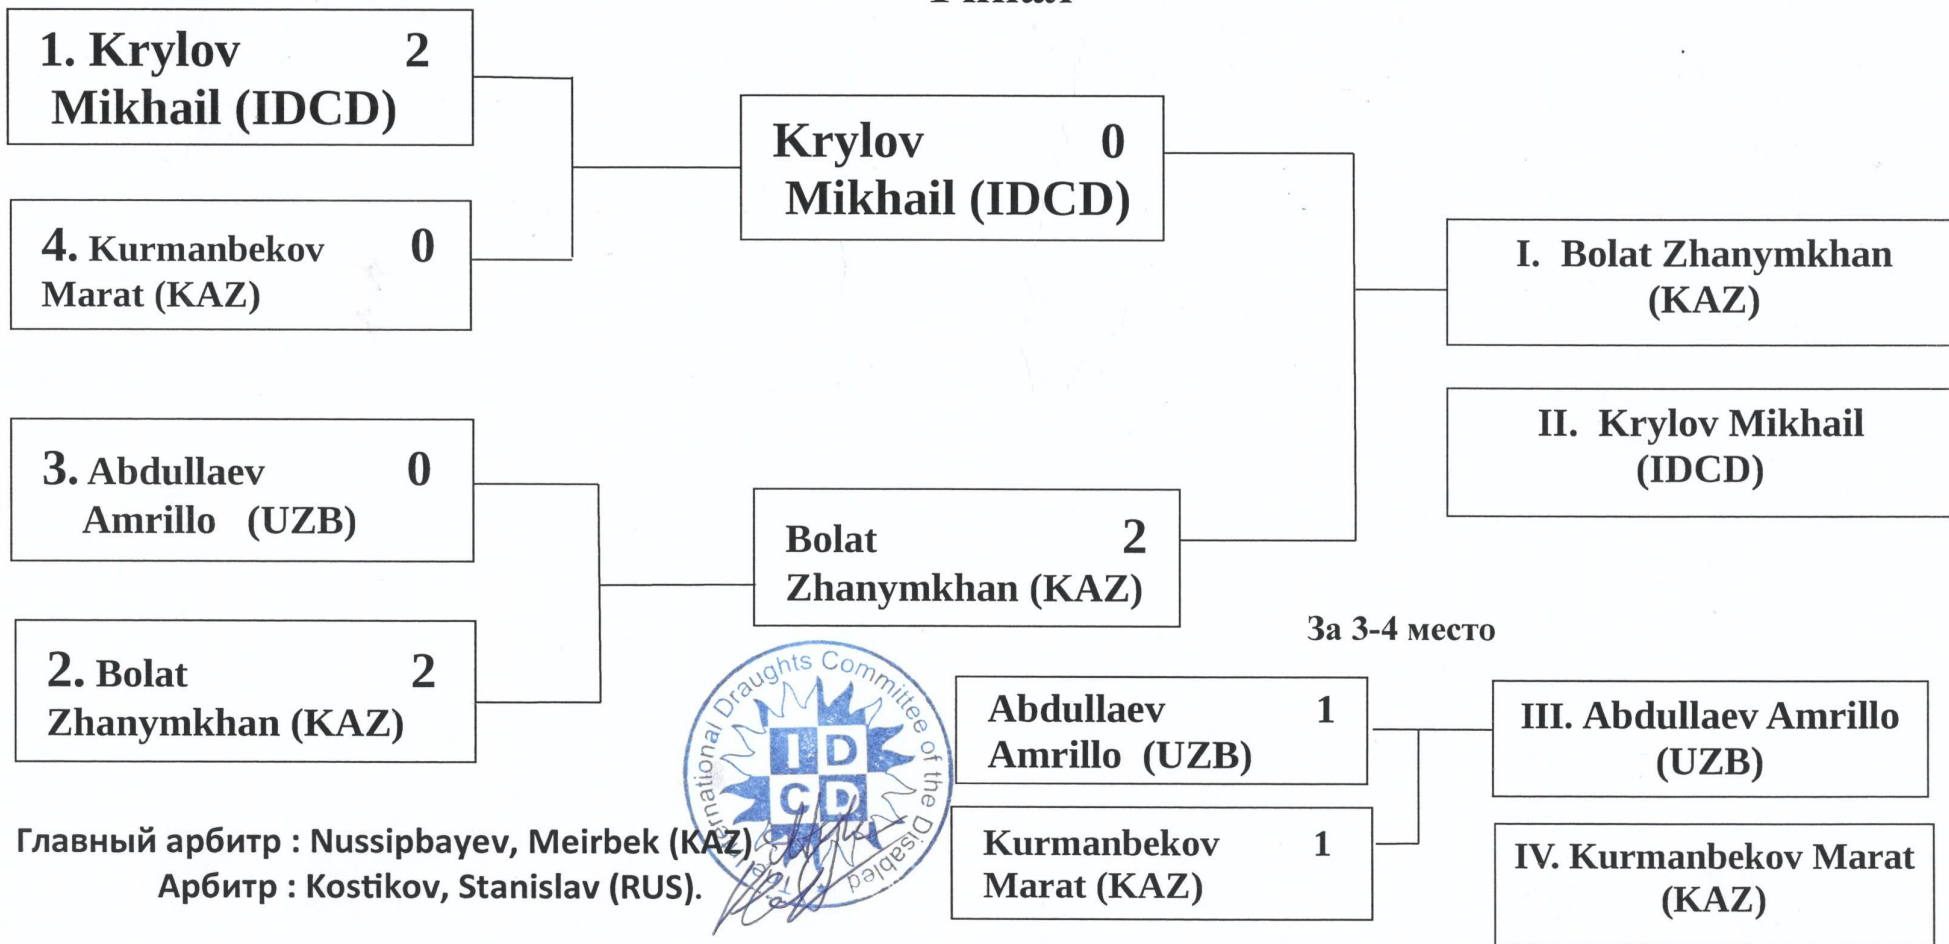 1. Krylov 2
Mikhail (IDCD)
4. Kurmanbekov 0
Marat (KAZ)
3. Abdullaev 0
Amrillo (UZB)
2. Bolat 2
Zhanymkhan (KAZ)
Krylov 0
Mikhail (IDCD)
Bolat 2
Zhanymkhan (KAZ)
I. Bolat Zhanymkhan
(KAZ)
II. Krylov Mikhail
(IDCD)
За 3-4 место
Abdullaev 1
Amrillo (UZB)
Kurmanbekov 1
Marat (KAZ)
III. Abdullaev Amrillo
(UZB)
IV. Kurmanbekov Marat
(KAZ)
The International Draughts Committee of the Disabled
I D
C D
Главный арбитр : Nussipbayev, Meirbek (KAZ)
Арбитр : Kostikov, Stanislav (RUS).